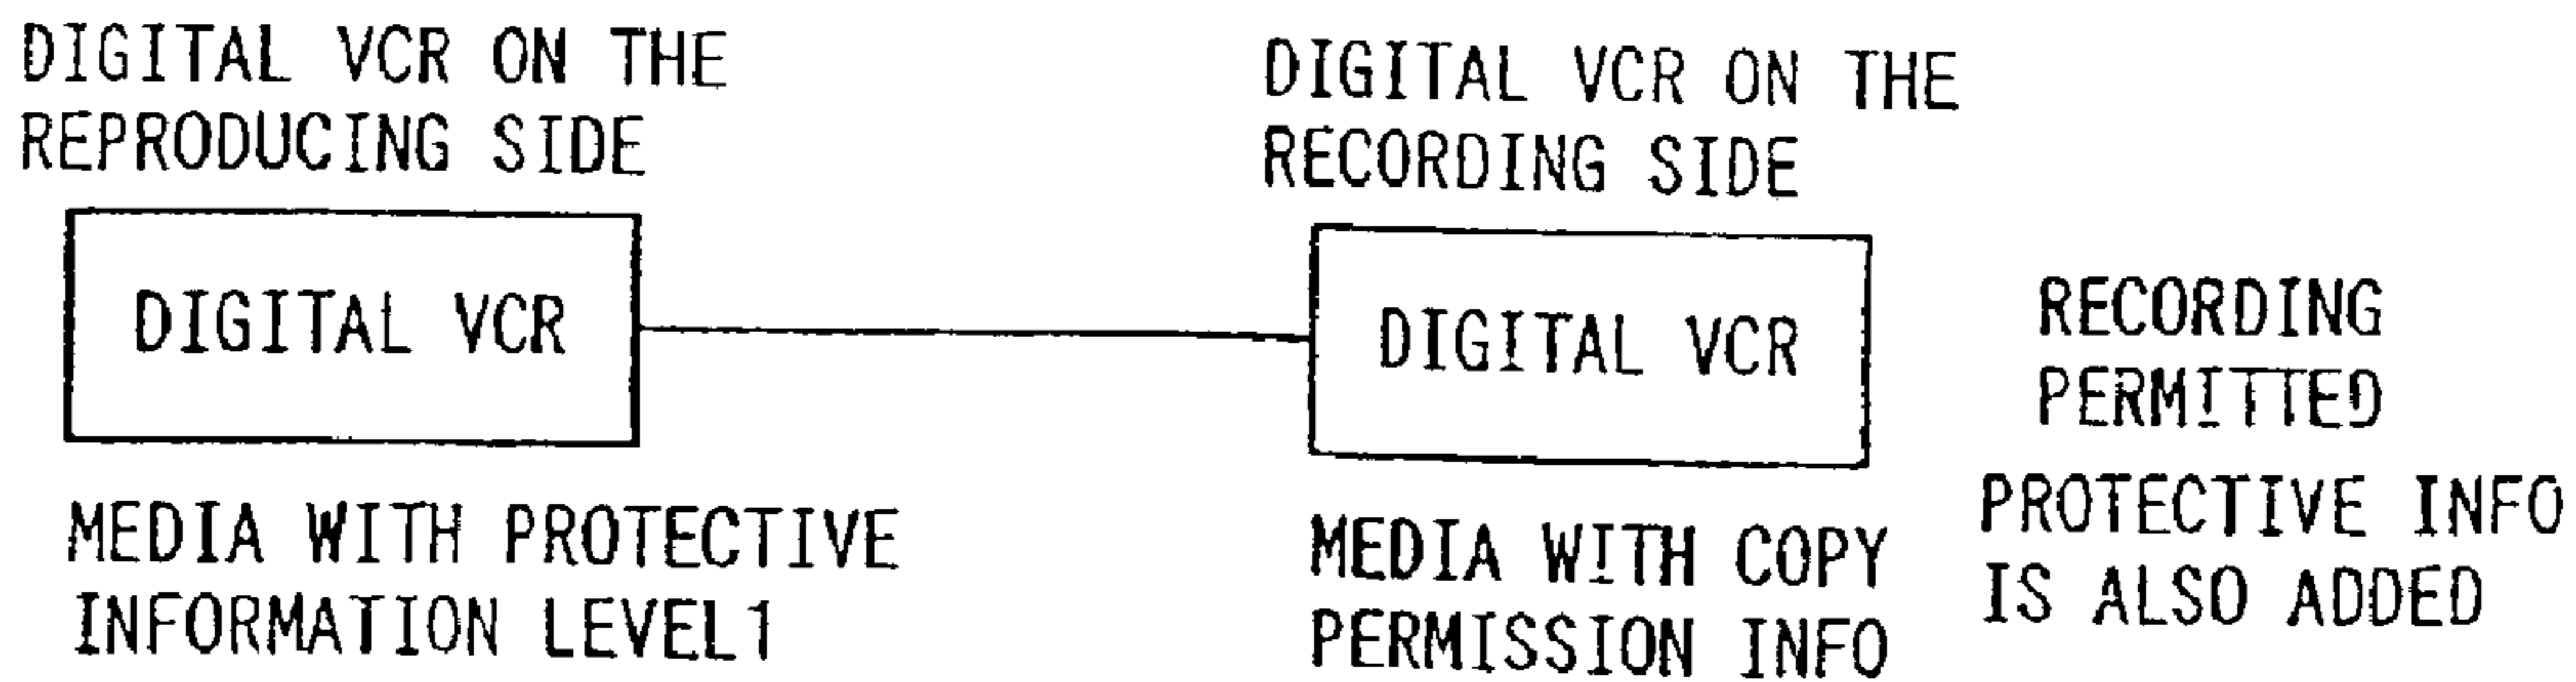 DIGITAL VCR ON THE
REPRODUCING SIDE
DIGITAL VCR
MEDIA WITH PROTECTIVE
INFORMATION LEVEL1
DIGITAL VCR ON THE
RECORDING SIDE
DIGITAL VCR
MEDIA WITH COPY
PERMISSION INFO
RECORDING
PERMITTED
PROTECTIVE INFO
IS ALSO ADDED